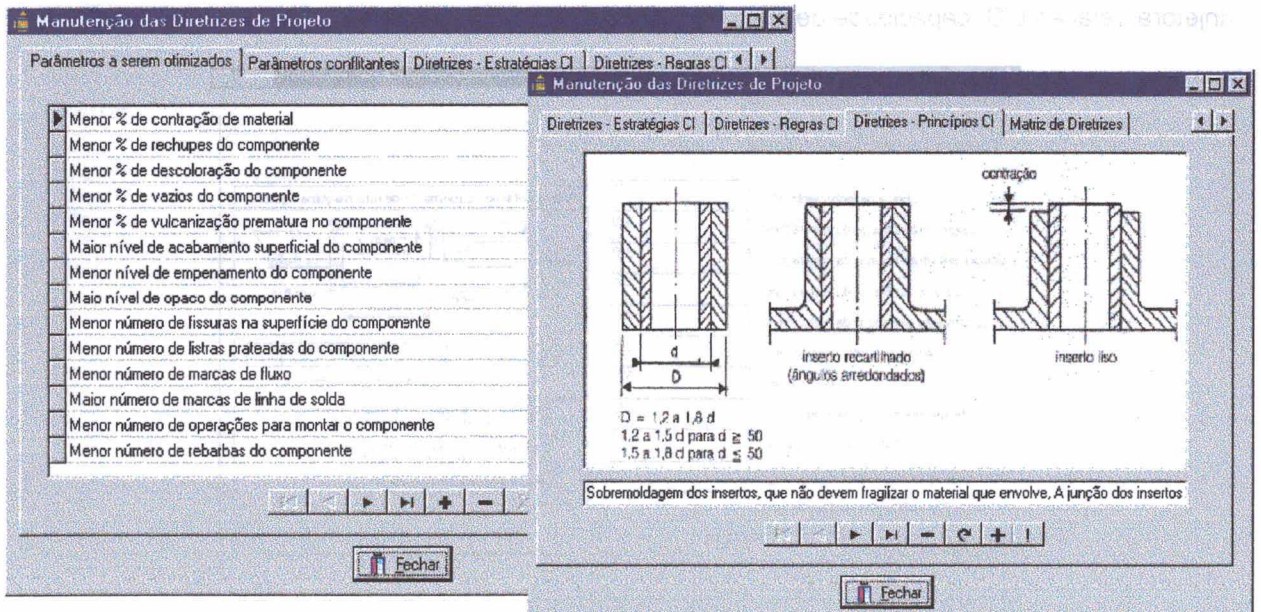 Manutenção das Diretrizes de Projeto
Parâmetros a serem otimizados
Parâmetros conflitantes
Diretrizes - Estratégias CI
Diretrizes - Regras CI
Menor % de contração de material
Menor % de rechupes do componente
Menor % de descoloração do componente
Menor % de vazios do componente
Menor % de vulcanização prematura no componente
Maior nível de acabamento superficial do componente
Menor nível de empenamento do componente
Maio nível de opaco do componente
Menor número de fissuras na superfície do componente
Menor número de listras prateadas do componente
Menor número de marcas de fluxo
Maior número de marcas de linha de solda
Menor número de operações para montar o componente
Menor número de rebarbas do componente
Fechar
Manutenção das Diretrizes de Projeto
Diretrizes - Estratégias CI
Diretrizes - Regras CI
Diretrizes - Princípios CI
Matriz de Diretrizes
contração
d
D
inserto recartilhado
(ângulos arredondados)
inserto liso
D = 1,2 a 1,8 d
1,2 a 1,5 d para d ≧ 50
1,5 a 1,8 d para d ≦ 50
Sobremoldagem dos insertos, que não devem fragilizar o material que envolve, A junção dos insertos
Fechar